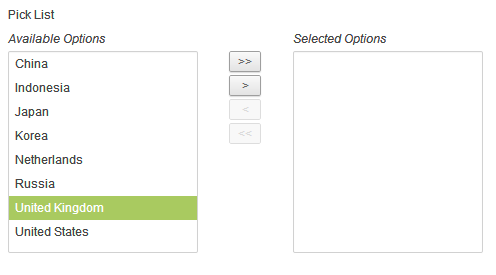 Pick List
Available Options
Selected Options
China
Indonesia
Japan
Korea
Netherlands
Russia
United Kingdom
United States
>>
>
<
<<